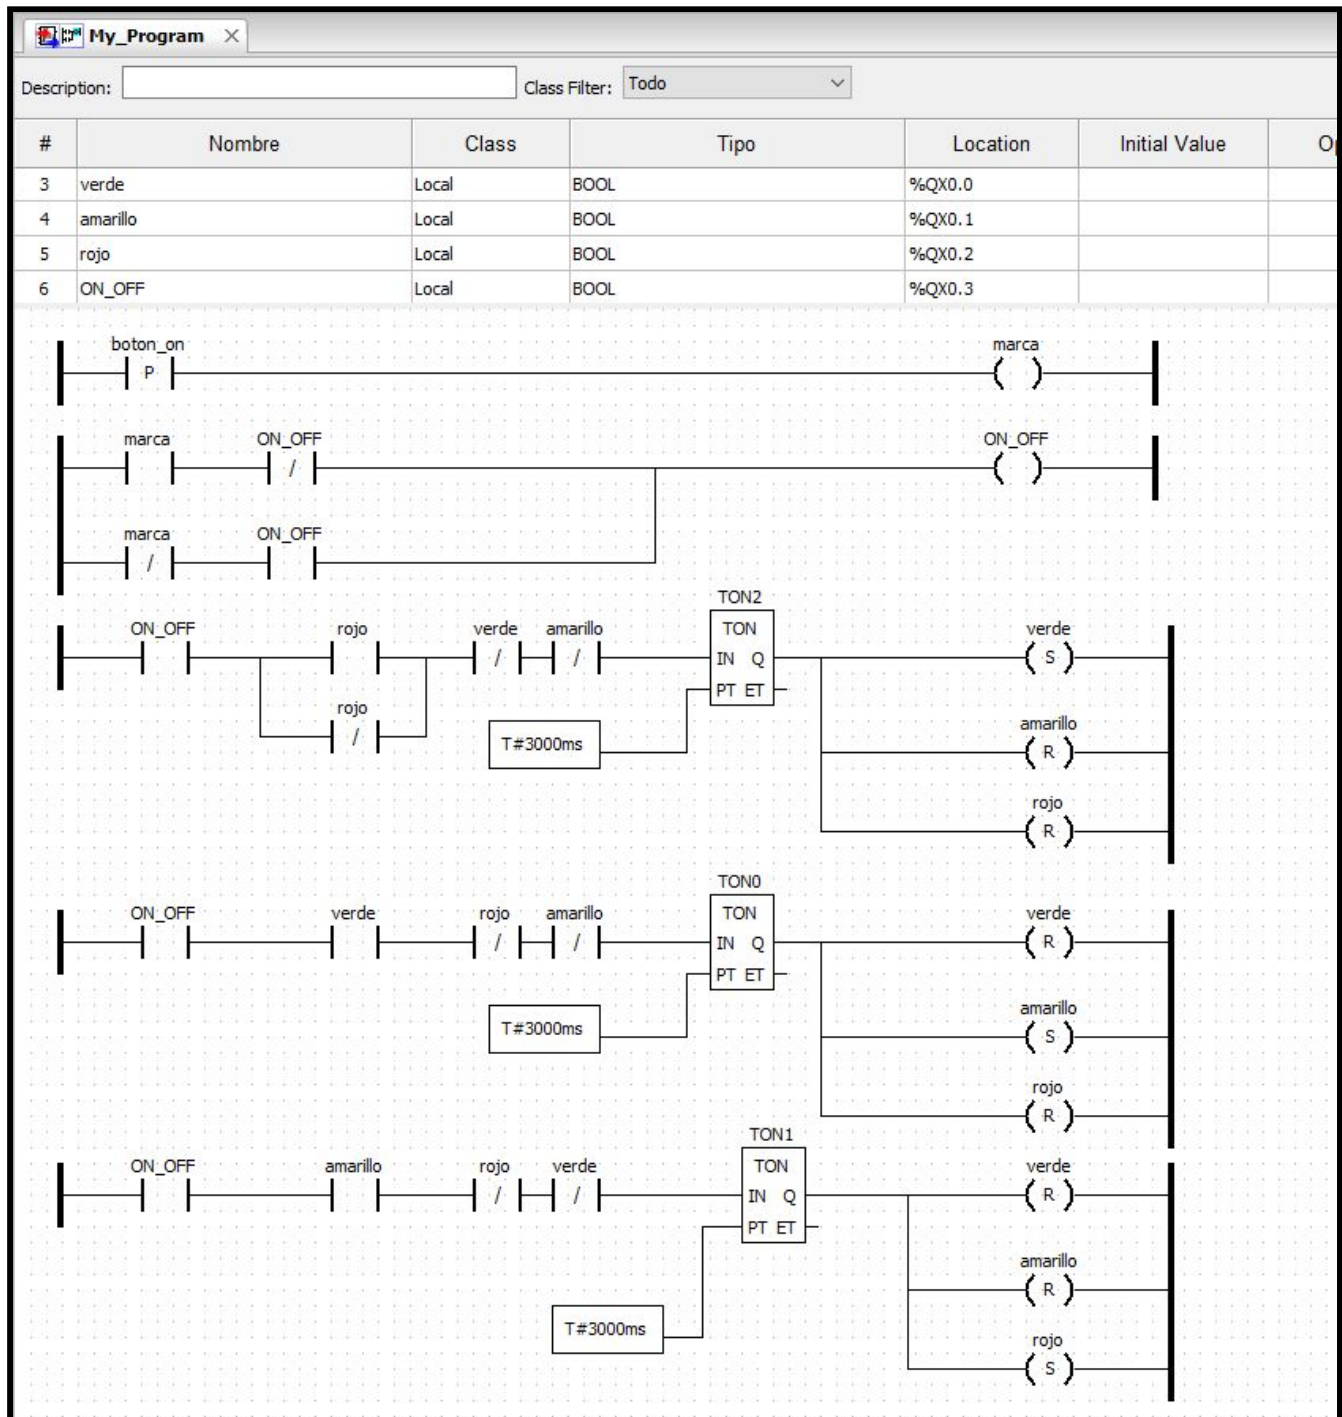 My_Program
Description: Class Filter: Todo
# Nombre Class Tipo Location Initial Value
3 verde Local BOOL %QX0.0
4 amarillo Local BOOL %QX0.1
5 rojo Local BOOL %QX0.2
6 ON_OFF Local BOOL %QX0.3
boton_on marca
P
marca ON_OFF ON_OFF
/
marca ON_OFF
/
TON2
ON_OFF rojo verde amarillo TON verde
/ / IN Q S
PT ET
rojo
/
amarillo
T#3000ms R
rojo
R
TON0
ON_OFF verde rojo amarillo TON verde
/ / IN Q R
PT ET
amarillo
T#3000ms S
rojo
R
TON1
ON_OFF amarillo rojo verde TON verde
/ / IN Q R
PT ET
amarillo
R
T#3000ms
rojo
S